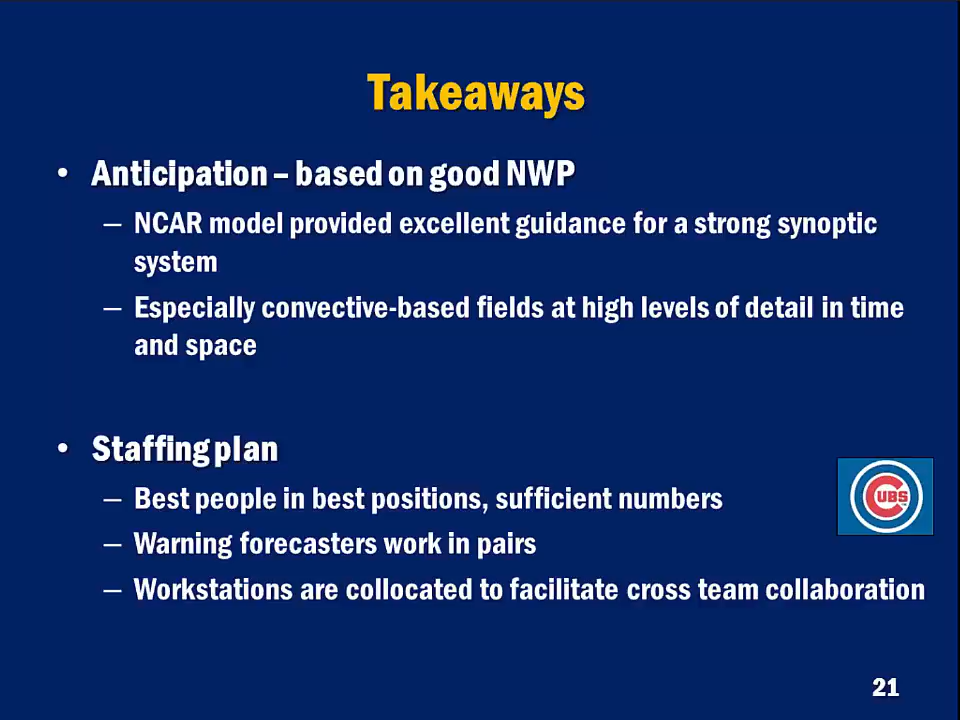 Takeaways
• Anticipation – based on good NWP
– NCAR model provided excellent guidance for a strong synoptic
system
– Especially convective-based fields at high levels of detail in time
and space
• Staffing plan
– Best people in best positions, sufficient numbers
CUBS
– Warning forecasters work in pairs
– Workstations are collocated to facilitate cross team collaboration
21